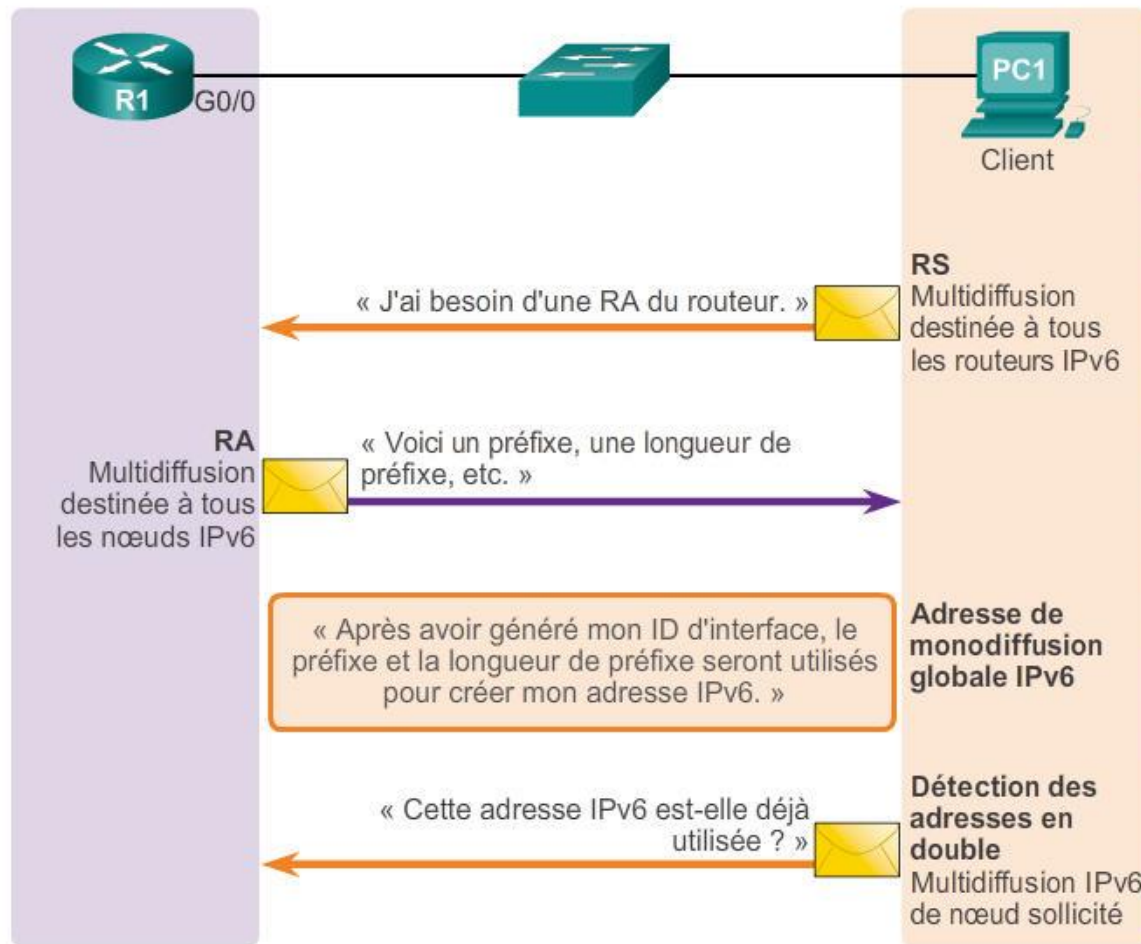 R1
G0/0
PC1
Client
RS
Multidiffusion
destinée à tous
les routeurs IPv6
« J'ai besoin d'une RA du routeur. »
RA
Multidiffusion
destinée à tous
les nœuds IPv6
« Voici un préfixe, une longueur de
préfixe, etc. »
« Après avoir généré mon ID d'interface, le
préfixe et la longueur de préfixe seront utilisés
pour créer mon adresse IPv6. »
Adresse de
monodiffusion
globale IPv6
« Cette adresse IPv6 est-elle déjà
utilisée ? »
Détection des
adresses en
double
Multidiffusion IPv6
de nœud sollicité